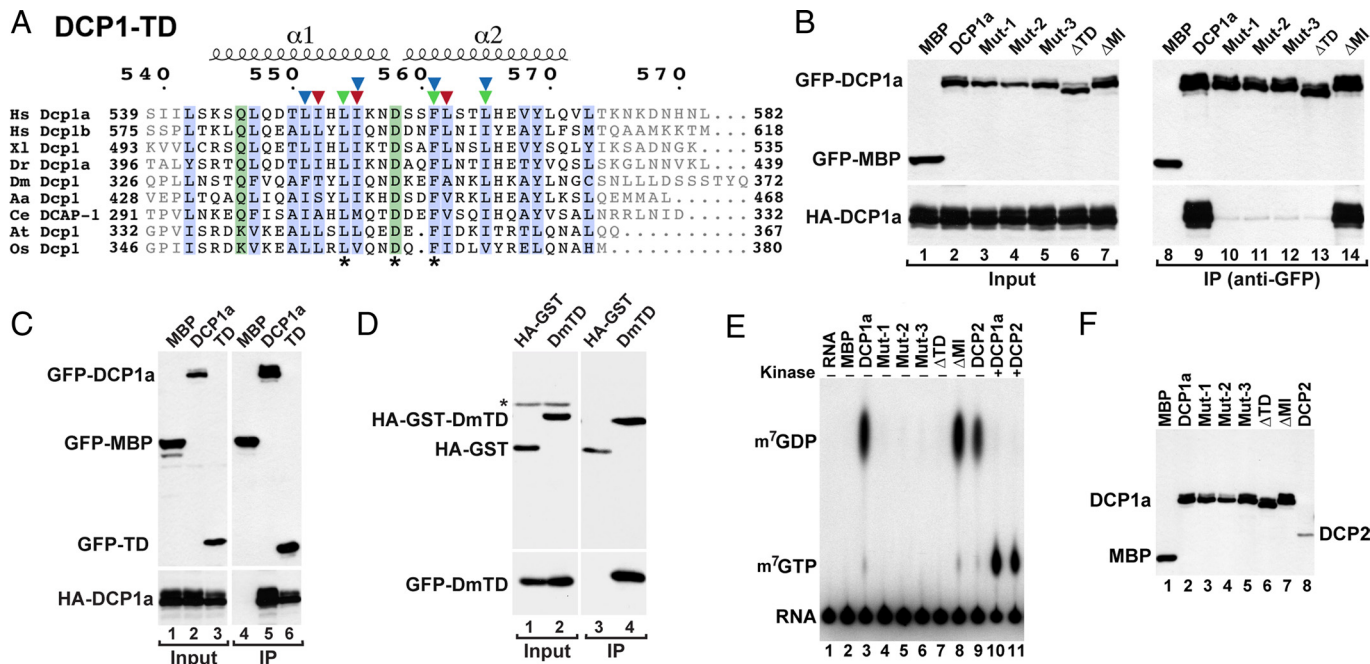 A DCP1-TD
α1 α2
540 550 560 570 570
Hs Dcp1a 539 SIILSKSQLQDTLIHLIKNDSSFLSTLHEVYLQVLTKNKDNHNL... 582
Hs Dcp1b 575 SSPLTKLQLQEALLYLIQNDDNFLNIIYEAYLFSMTQAAMKKTM... 618
Xl Dcp1 493 KVVLCRSQLQETLIHLIKTDSAFVNTIYEVYSQSLYIKSADNGK..... 535
Dr Dcp1a 396 TALYSRTQLQDTLIHLIKNDAQFLNTIHETYLQSLSKGLNNVKL... 439
Dm Dcp1 326 QPLLNSTQFVQAFTYLIQNDKEFANKLHKAYLNGCSNLLLDSSSTYQ 372
Aa Dcp1 428 VEPLTQAQLIQAISYLIKNDPVFVRKLHEAYLKSLQEMMAL...... 468
Ce DCAP-1 291 TPVLNKEQFISAIAHLMQTDDEFVSQIHQAYVSALNRRLNID..... 332
At Dcp1 332 GPVISRDKVKEALLSLLQEDEFIDKITRTLLNALQQ........ 367
Os Dcp1 346 GPIISRDKVKEALLRLVQNDQ.FIDLVYRELQNAHM........... 380
* * *
B
MBP DCP1a Mut-1 Mut-2 Mut-3 ΔTD ΔMI MBP DCP1a Mut-1 Mut-2 Mut-3 ΔTD ΔMI
GFP-DCP1a
GFP-MBP
HA-DCP1a
1 2 3 4 5 6 7 8 9 10 11 12 13 14
Input IP (anti-GFP)
C
MBP DCP1a TD MBP DCP1a TD
GFP-DCP1a
GFP-MBP
GFP-TD
HA-DCP1a
1 2 3 4 5 6
Input IP
D
HA-GST DmTD HA-GST DmTD
*
HA-GST-DmTD
HA-GST
GFP-DmTD
1 2 3 4
Input IP
E
RNA MBP DCP1a Mut-1 Mut-2 Mut-3 ΔTD ΔMI DCP2 DCP1a DCP2
Kinase – – – – – – – – – + +
m7GDP
m7GTP
RNA
1 2 3 4 5 6 7 8 9 10 11
F
MBP DCP1a Mut-1 Mut-2 Mut-3 ΔTD ΔMI DCP2
DCP1a
DCP2
MBP
1 2 3 4 5 6 7 8